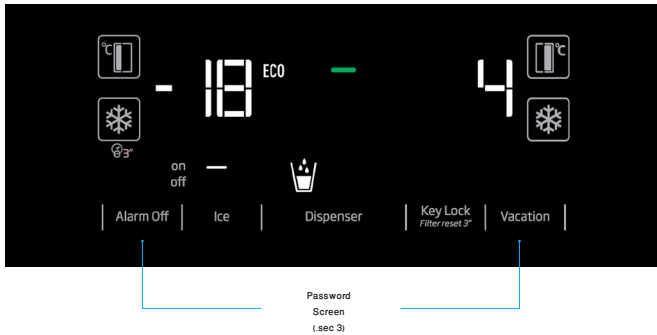 °C
°C
-18 ECO
4
3"
on
off
Alarm Off
Ice
Dispenser
Key Lock
Filter reset 3"
Vacation
Password
Screen
(.sec 3)